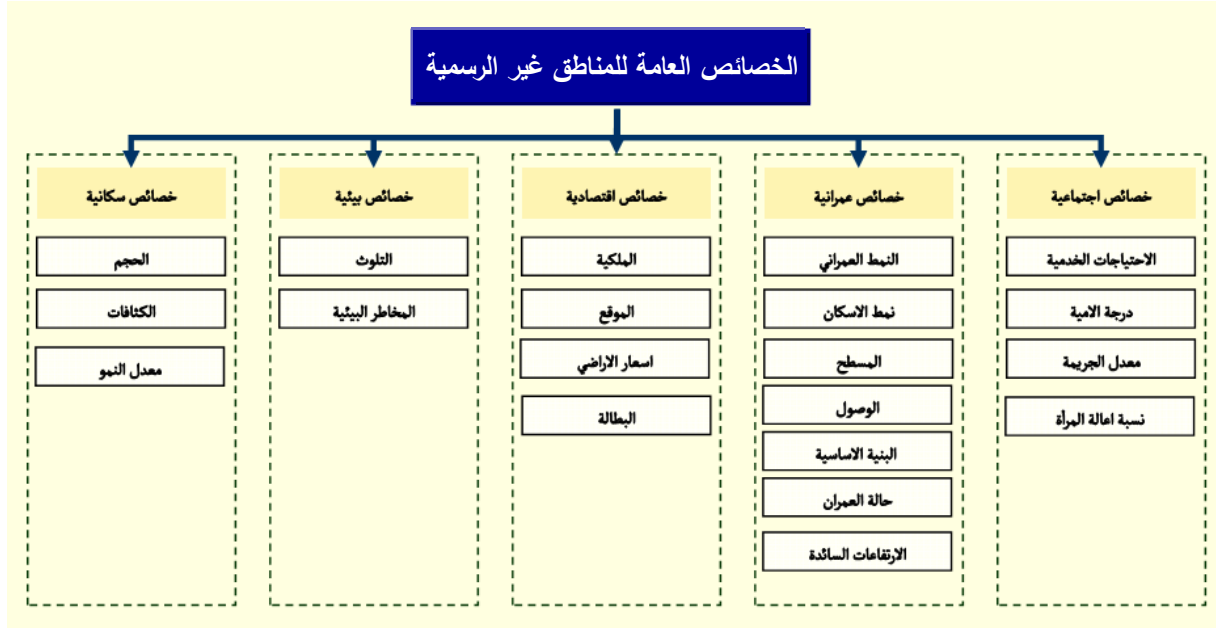 الخصائص العامة للمناطق غير الرسمية
خصائص اجتماعية
الاحتياجات الخدمية
درجة الامية
معدل الجريمة
نسبة اعالة المرأة
خصائص عمرانية
النمط العمراني
نمط الاسكان
المسطح
الوصول
البنية الاساسية
حالة العمران
الارتفاعات السائدة
خصائص اقتصادية
الملكية
الموقع
اسعار الاراضي
البطالة
خصائص بيئية
التلوث
المخاطر البيئية
خصائص سكانية
الحجم
الكثافات
معدل النمو